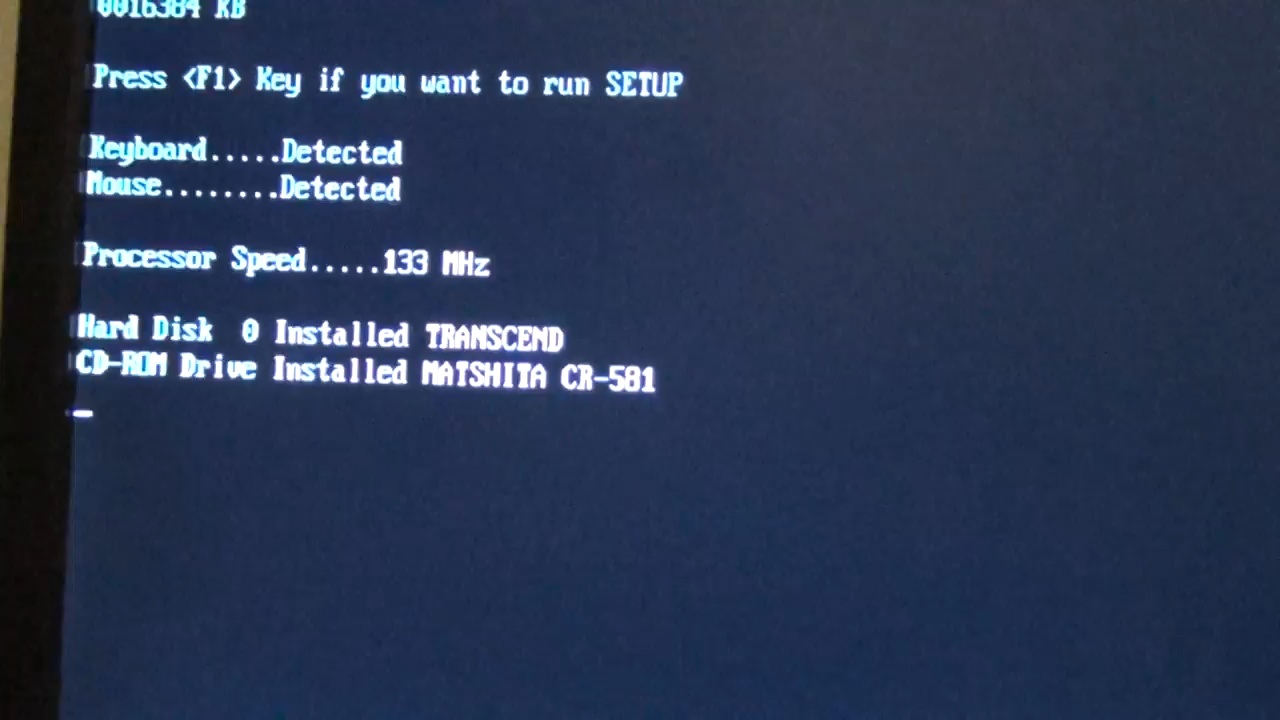 0016384 KB
Press <F1> Key if you want to run SETUP
Keyboard.....Detected
Mouse........Detected
Processor Speed.....133 MHz
Hard Disk  0 Installed TRANSCEND
CD-ROM Drive Installed MATSHITA CR-581